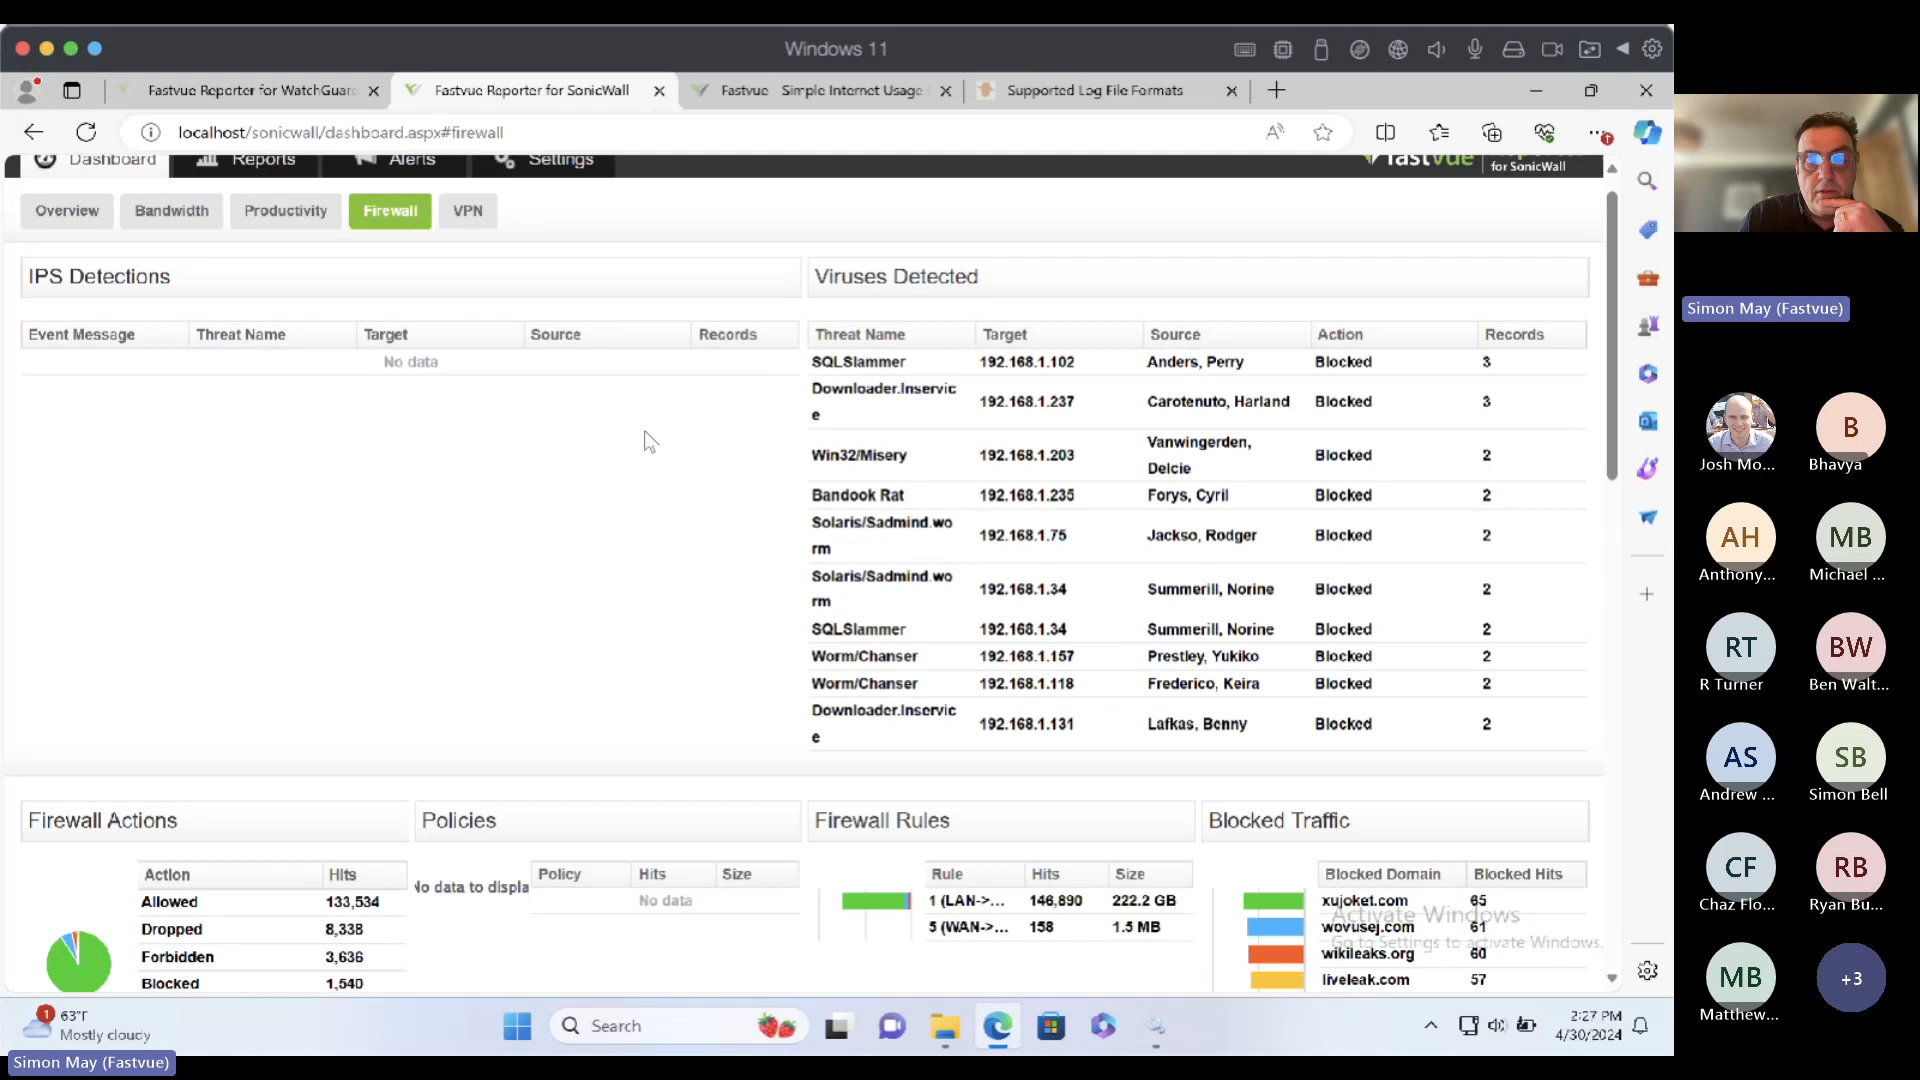 Windows 11
Fastvue Reporter for WatchGuard
Fastvue Reporter for SonicWall
Fastvue Simple Internet Usage
Supported Log File Formats
localhost/sonicwall/dashboard.aspx#firewall
Dashboard
Reports
Alerts
Settings
fastvue
for SonicWall
Overview
Bandwidth
Productivity
Firewall
VPN
IPS Detections
Event Message Threat Name Target Source Records
No data
Viruses Detected
Threat Name Target Source Action Records
SQLSlammer 192.168.1.102 Anders, Perry Blocked 3
Downloader.Inservic
e
192.168.1.237 Carotenuto, Harland Blocked 3
Win32/Misery 192.168.1.203 Vanwingerden,
Delcie
Blocked 2
Bandook Rat 192.168.1.235 Forys, Cyril Blocked 2
Solaris/Sadmind.wo
rm
192.168.1.75 Jackso, Rodger Blocked 2
Solaris/Sadmind.wo
rm
192.168.1.34 Summerill, Norine Blocked 2
SQLSlammer 192.168.1.34 Summerill, Norine Blocked 2
Worm/Chanser 192.168.1.157 Prestley, Yukiko Blocked 2
Worm/Chanser 192.168.1.118 Frederico, Keira Blocked 2
Downloader.Inservic
e
192.168.1.131 Lafkas, Benny Blocked 2
Firewall Actions
Action Hits
Allowed 133,534
Dropped 8,338
Forbidden 3,636
Blocked 1,540
Policies
No data to displa
Policy Hits Size
No data
Firewall Rules
Rule Hits Size
1 (LAN->... 146,890 222.2 GB
5 (WAN->... 158 1.5 MB
Blocked Traffic
Blocked Domain Blocked Hits
xujoket.com 65
wovusej.com 61
wikileaks.org 60
liveleak.com 57
Activate Windows
Go to Settings to activate Windows.
1
63°F
Mostly cloudy
Search
2:27 PM
4/30/2024
Simon May (Fastvue)
Simon May (Fastvue)
Josh Mo...
B
Bhavya
AH
Anthony...
MB
Michael ...
RT
R Turner
BW
Ben Walt...
AS
Andrew ...
SB
Simon Bell
CF
Chaz Flo...
RB
Ryan Bu...
MB
Matthew...
+3